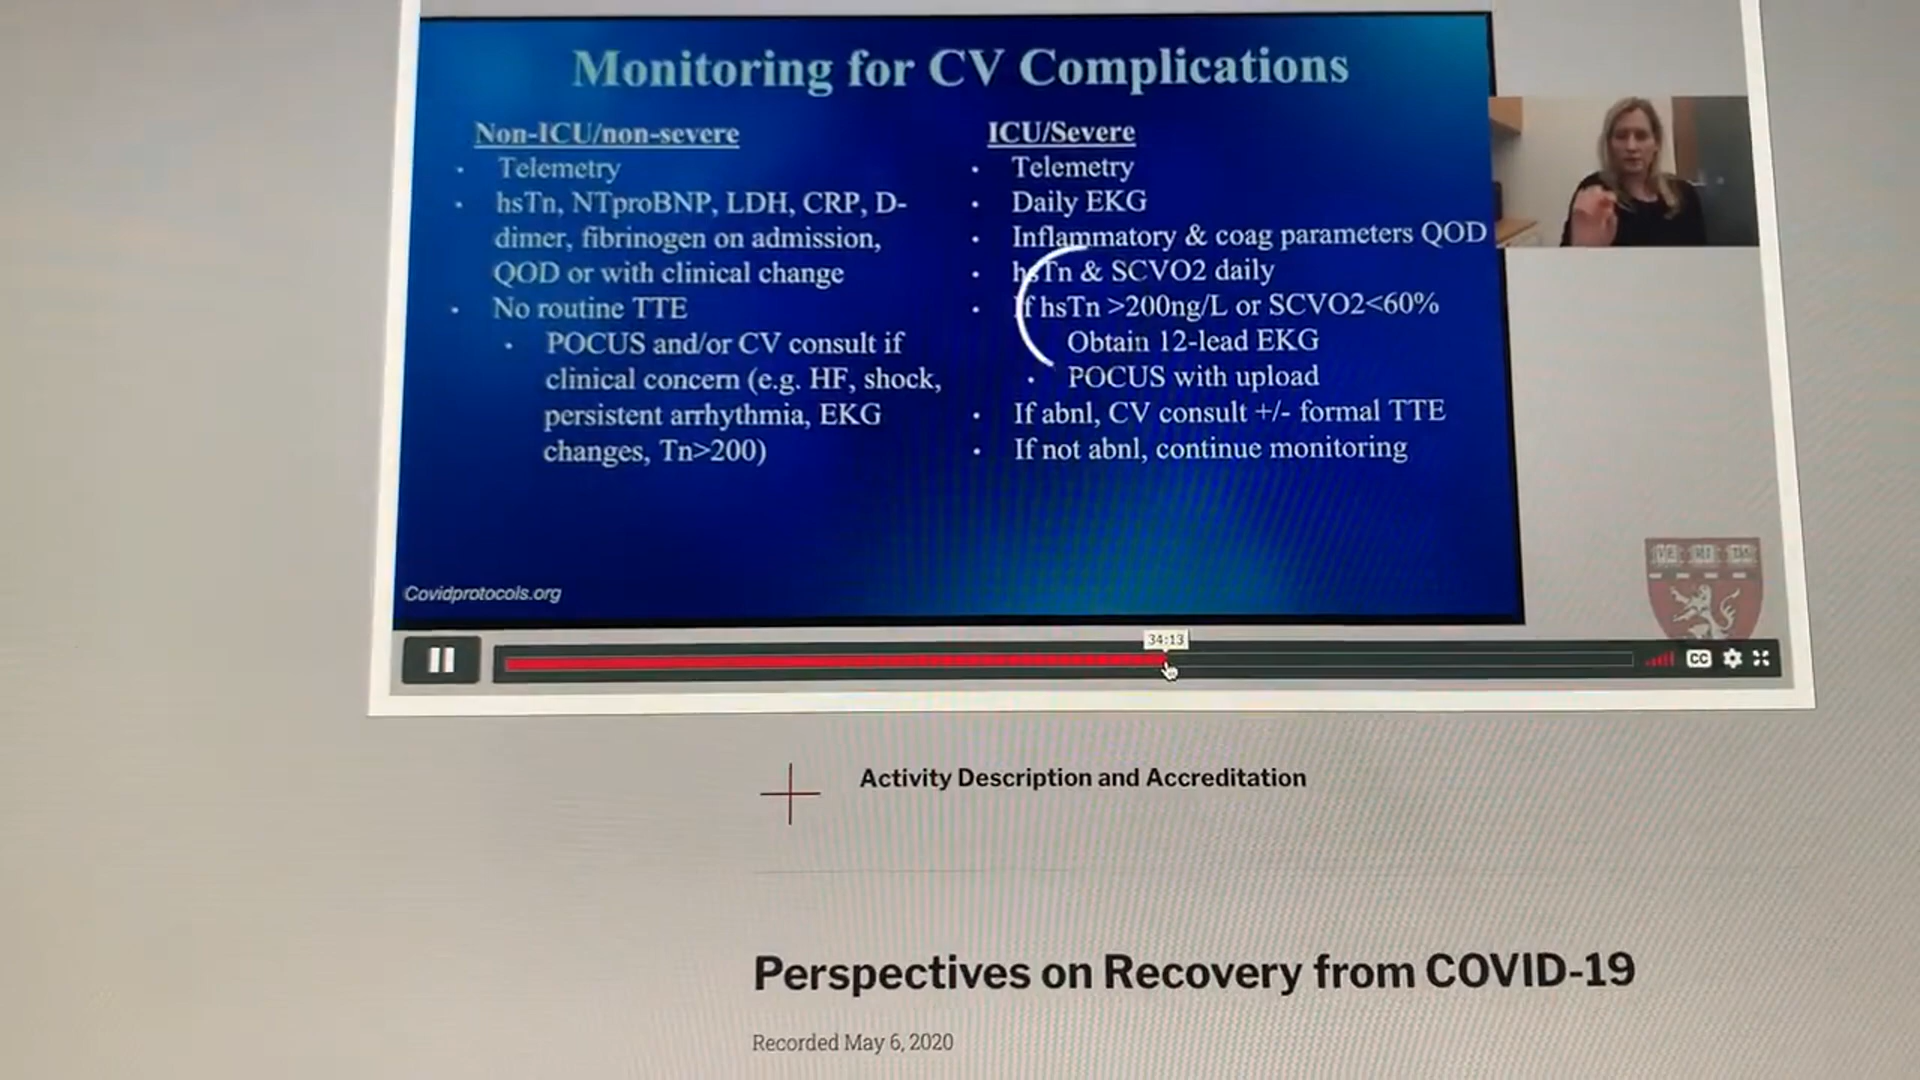 Monitoring for CV Complications
Non-ICU/non-severe
• Telemetry
• hsTn, NTproBNP, LDH, CRP, D-
dimer, fibrinogen on admission,
QOD or with clinical change
• No routine TTE
• POCUS and/or CV consult if
clinical concern (e.g. HF, shock,
persistent arrhythmia, EKG
changes, Tn>200)
ICU/Severe
• Telemetry
• Daily EKG
• Inflammatory & coag parameters QOD
• hsTn & SCVO2 daily
• If hsTn >200ng/L or SCVO2<60%
Obtain 12-lead EKG
• POCUS with upload
• If abnl, CV consult +/- formal TTE
• If not abnl, continue monitoring
Covidprotocols.org
VE RI TAS
34:13
CC
Activity Description and Accreditation
Perspectives on Recovery from COVID-19
Recorded May 6, 2020